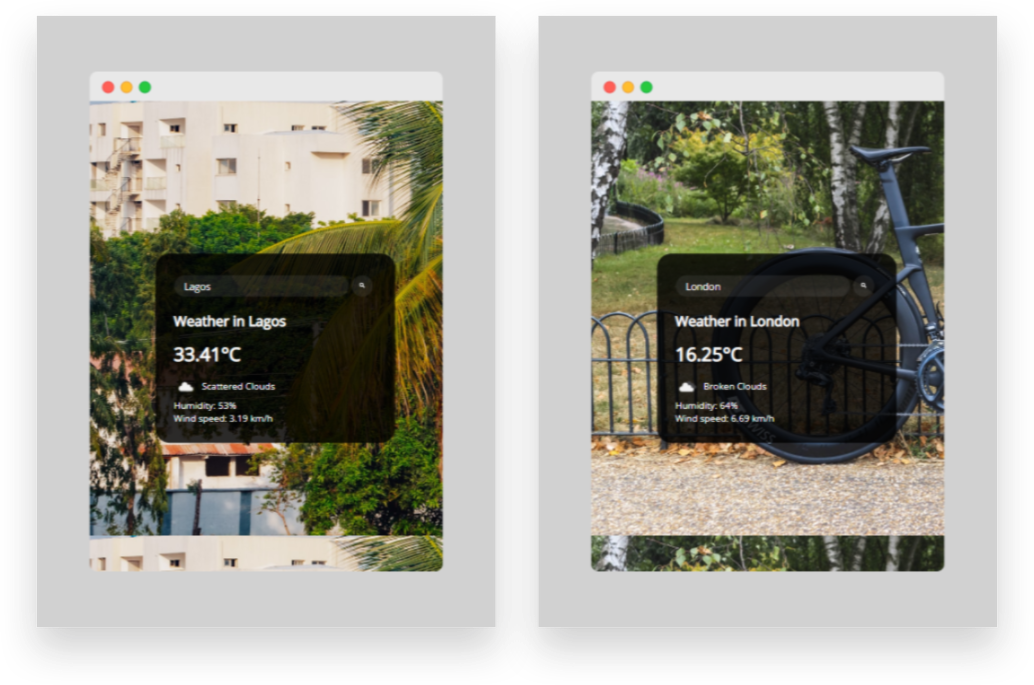 Lagos
Weather in Lagos
33.41°C
Scattered Clouds
Humidity: 53%
Wind speed: 3.19 km/h
London
Weather in London
16.25°C
Broken Clouds
Humidity: 64%
Wind speed: 6.69 km/h